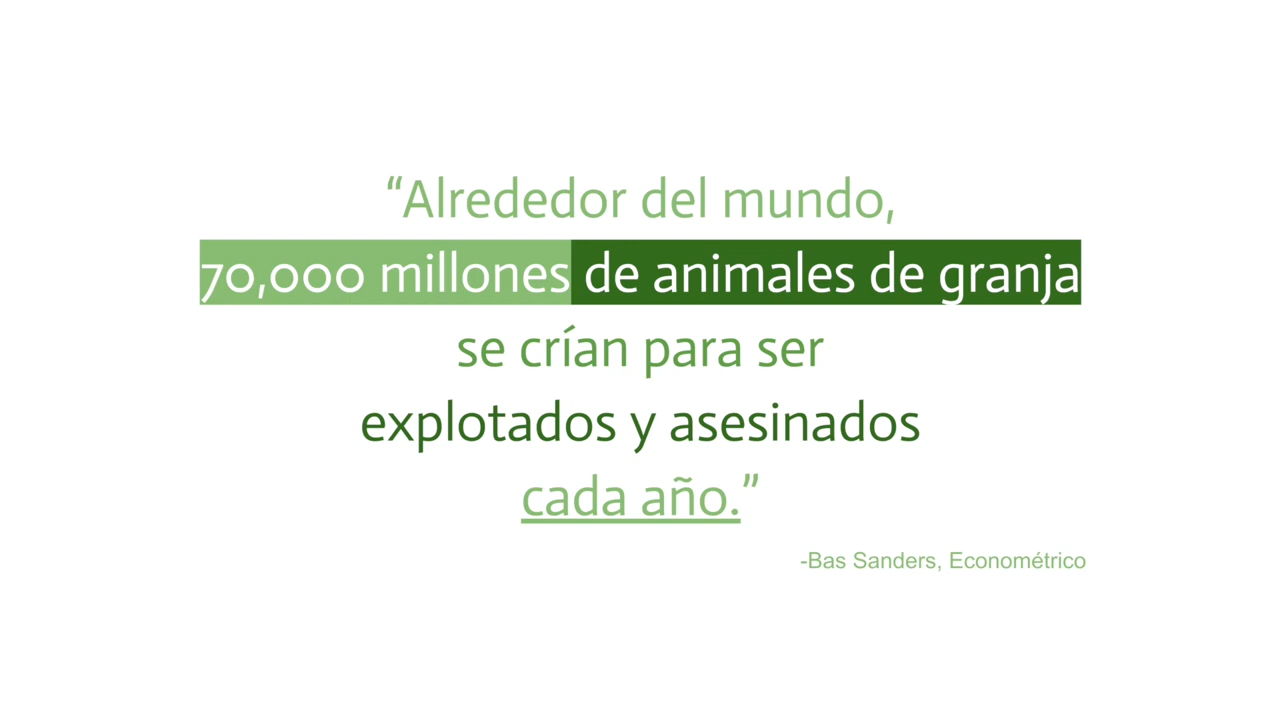 “Alrededor del mundo,
70,000 millones de animales de granja
se crían para ser
explotados y asesinados
cada año.”
-Bas Sanders, Econométrico